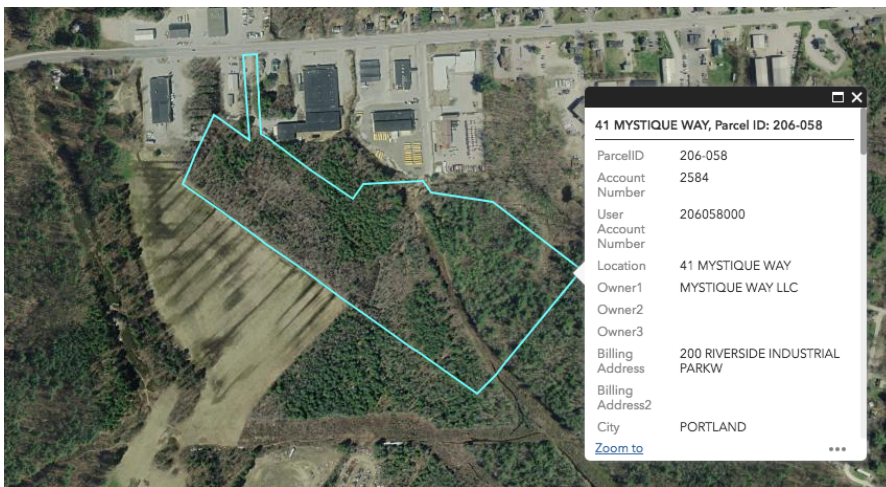 41 MYSTIQUE WAY, Parcel ID: 206-058
ParcelID 206-058
Account 2584
Number
User 206058000
Account
Number
Location 41 MYSTIQUE WAY
Owner1 MYSTIQUE WAY LLC
Owner2
Owner3
Billing 200 RIVERSIDE INDUSTRIAL
Address PARKW
Billing
Address2
City PORTLAND
Zoom to